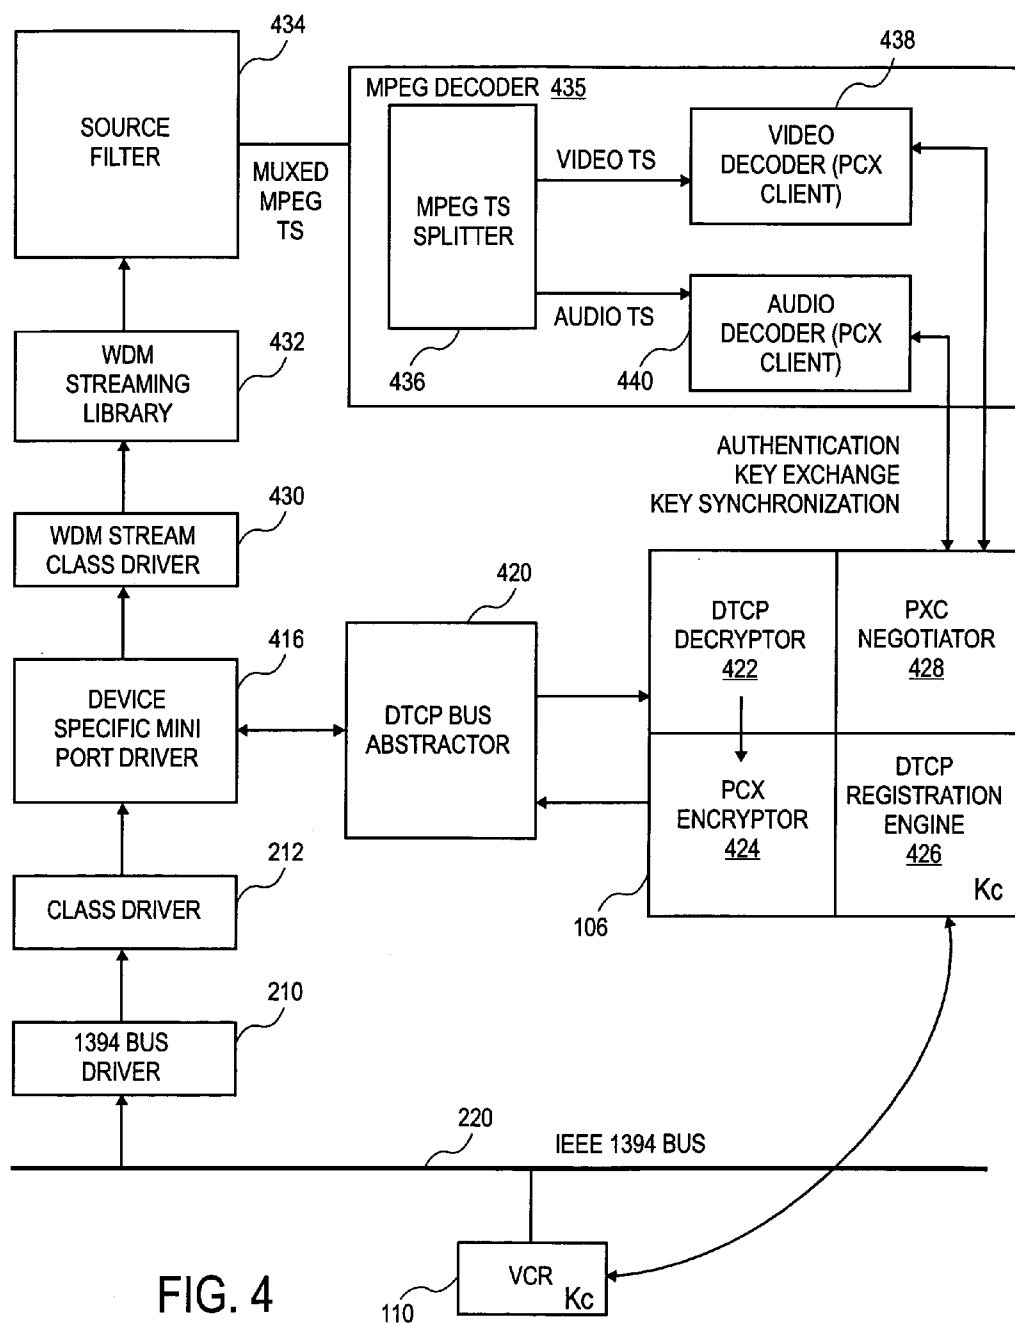 434
SOURCE
FILTER
MUXED
MPEG
TS
MPEG DECODER 435
438
MPEG TS
SPLITTER
436
VIDEO TS
VIDEO
DECODER (PCX
CLIENT)
AUDIO TS
AUDIO
DECODER (PCX
CLIENT)
440
WDM
STREAMING
LIBRARY
432
AUTHENTICATION
KEY EXCHANGE
KEY SYNCHRONIZATION
WDM STREAM
CLASS DRIVER
430
DEVICE
SPECIFIC MINI
PORT DRIVER
416
DTCP BUS
ABSTRACTOR
420
DTCP
DECRYPTOR
422
PXC
NEGOTIATOR
428
PCX
ENCRYPTOR
424
DTCP
REGISTRATION
ENGINE
426
Kc
106
CLASS DRIVER
212
1394 BUS
DRIVER
210
220
IEEE 1394 BUS
VCR
Kc
110
FIG. 4